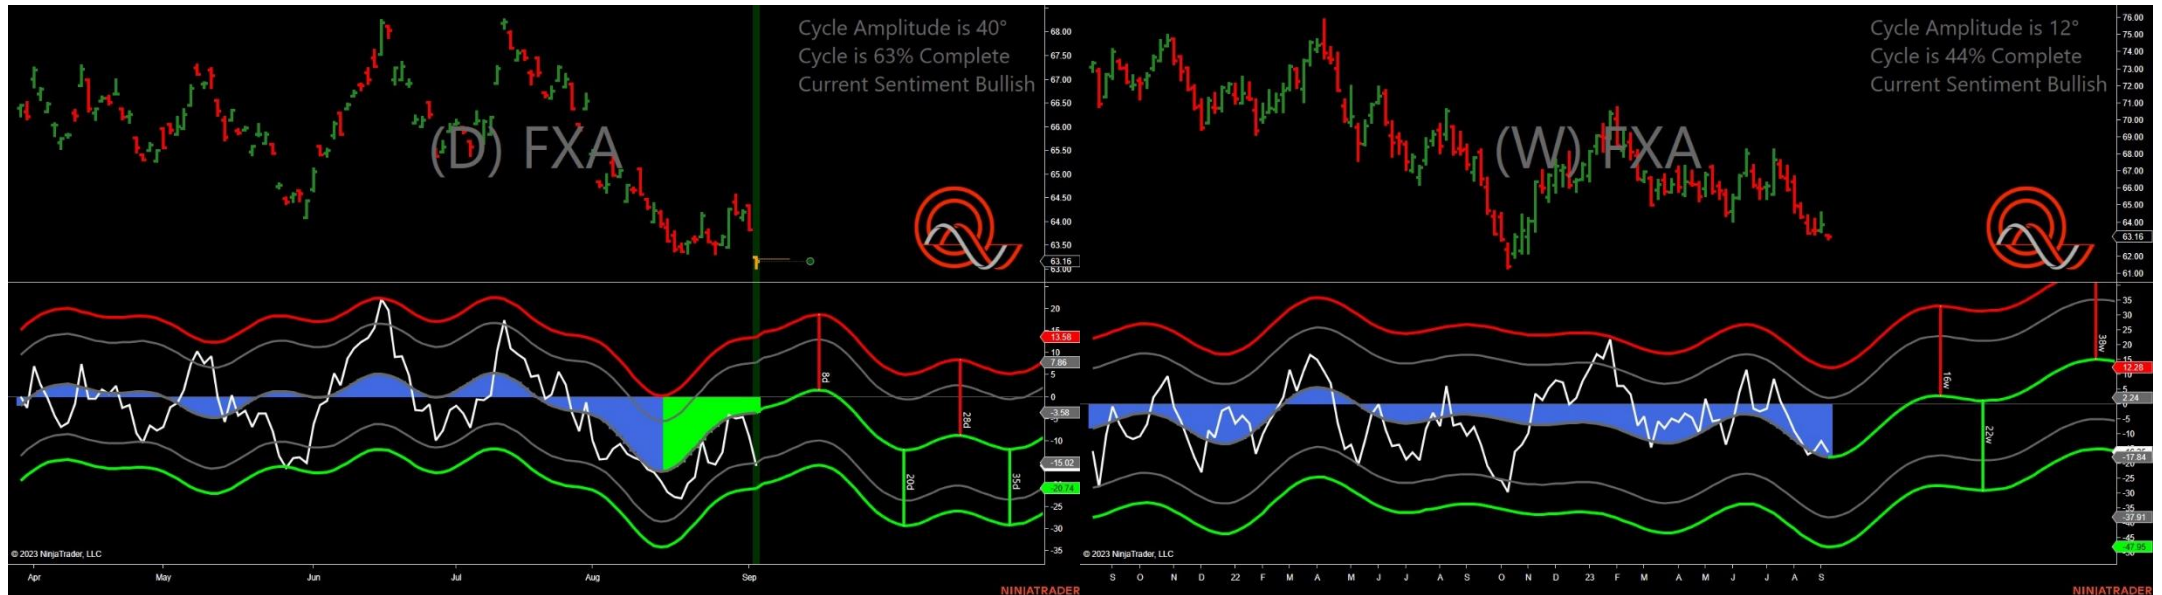 Cycle Amplitude is 40°
Cycle is 63% Complete
Current Sentiment Bullish
(D) FXA
68.00
67.50
67.00
66.50
66.00
65.50
65.00
64.50
64.00
63.50
63.16
63.00
20
15
13.58
10
7.86
5
0
-3.58
-10
-15.02
-20.74
-25
-30
-35
8d
20d
28d
35d
© 2023 NinjaTrader, LLC
Apr May Jun Jul Aug Sep
NINJATRADER
Cycle Amplitude is 12°
Cycle is 44% Complete
Current Sentiment Bullish
(W) FXA
76.00
75.00
74.00
73.00
72.00
71.00
70.00
69.00
68.00
67.00
66.00
65.00
64.00
63.16
62.00
61.00
35
30
25
20
15
12.28
10
5
2.24
0
-5
-10
-17.84
-20
-25
-30
-35
-37.91
-45
-47.95
16w
22w
38w
© 2023 NinjaTrader, LLC
S O N D 22 F M A M J J A S O N D 23 F M A M J J A S
NINJATRADER